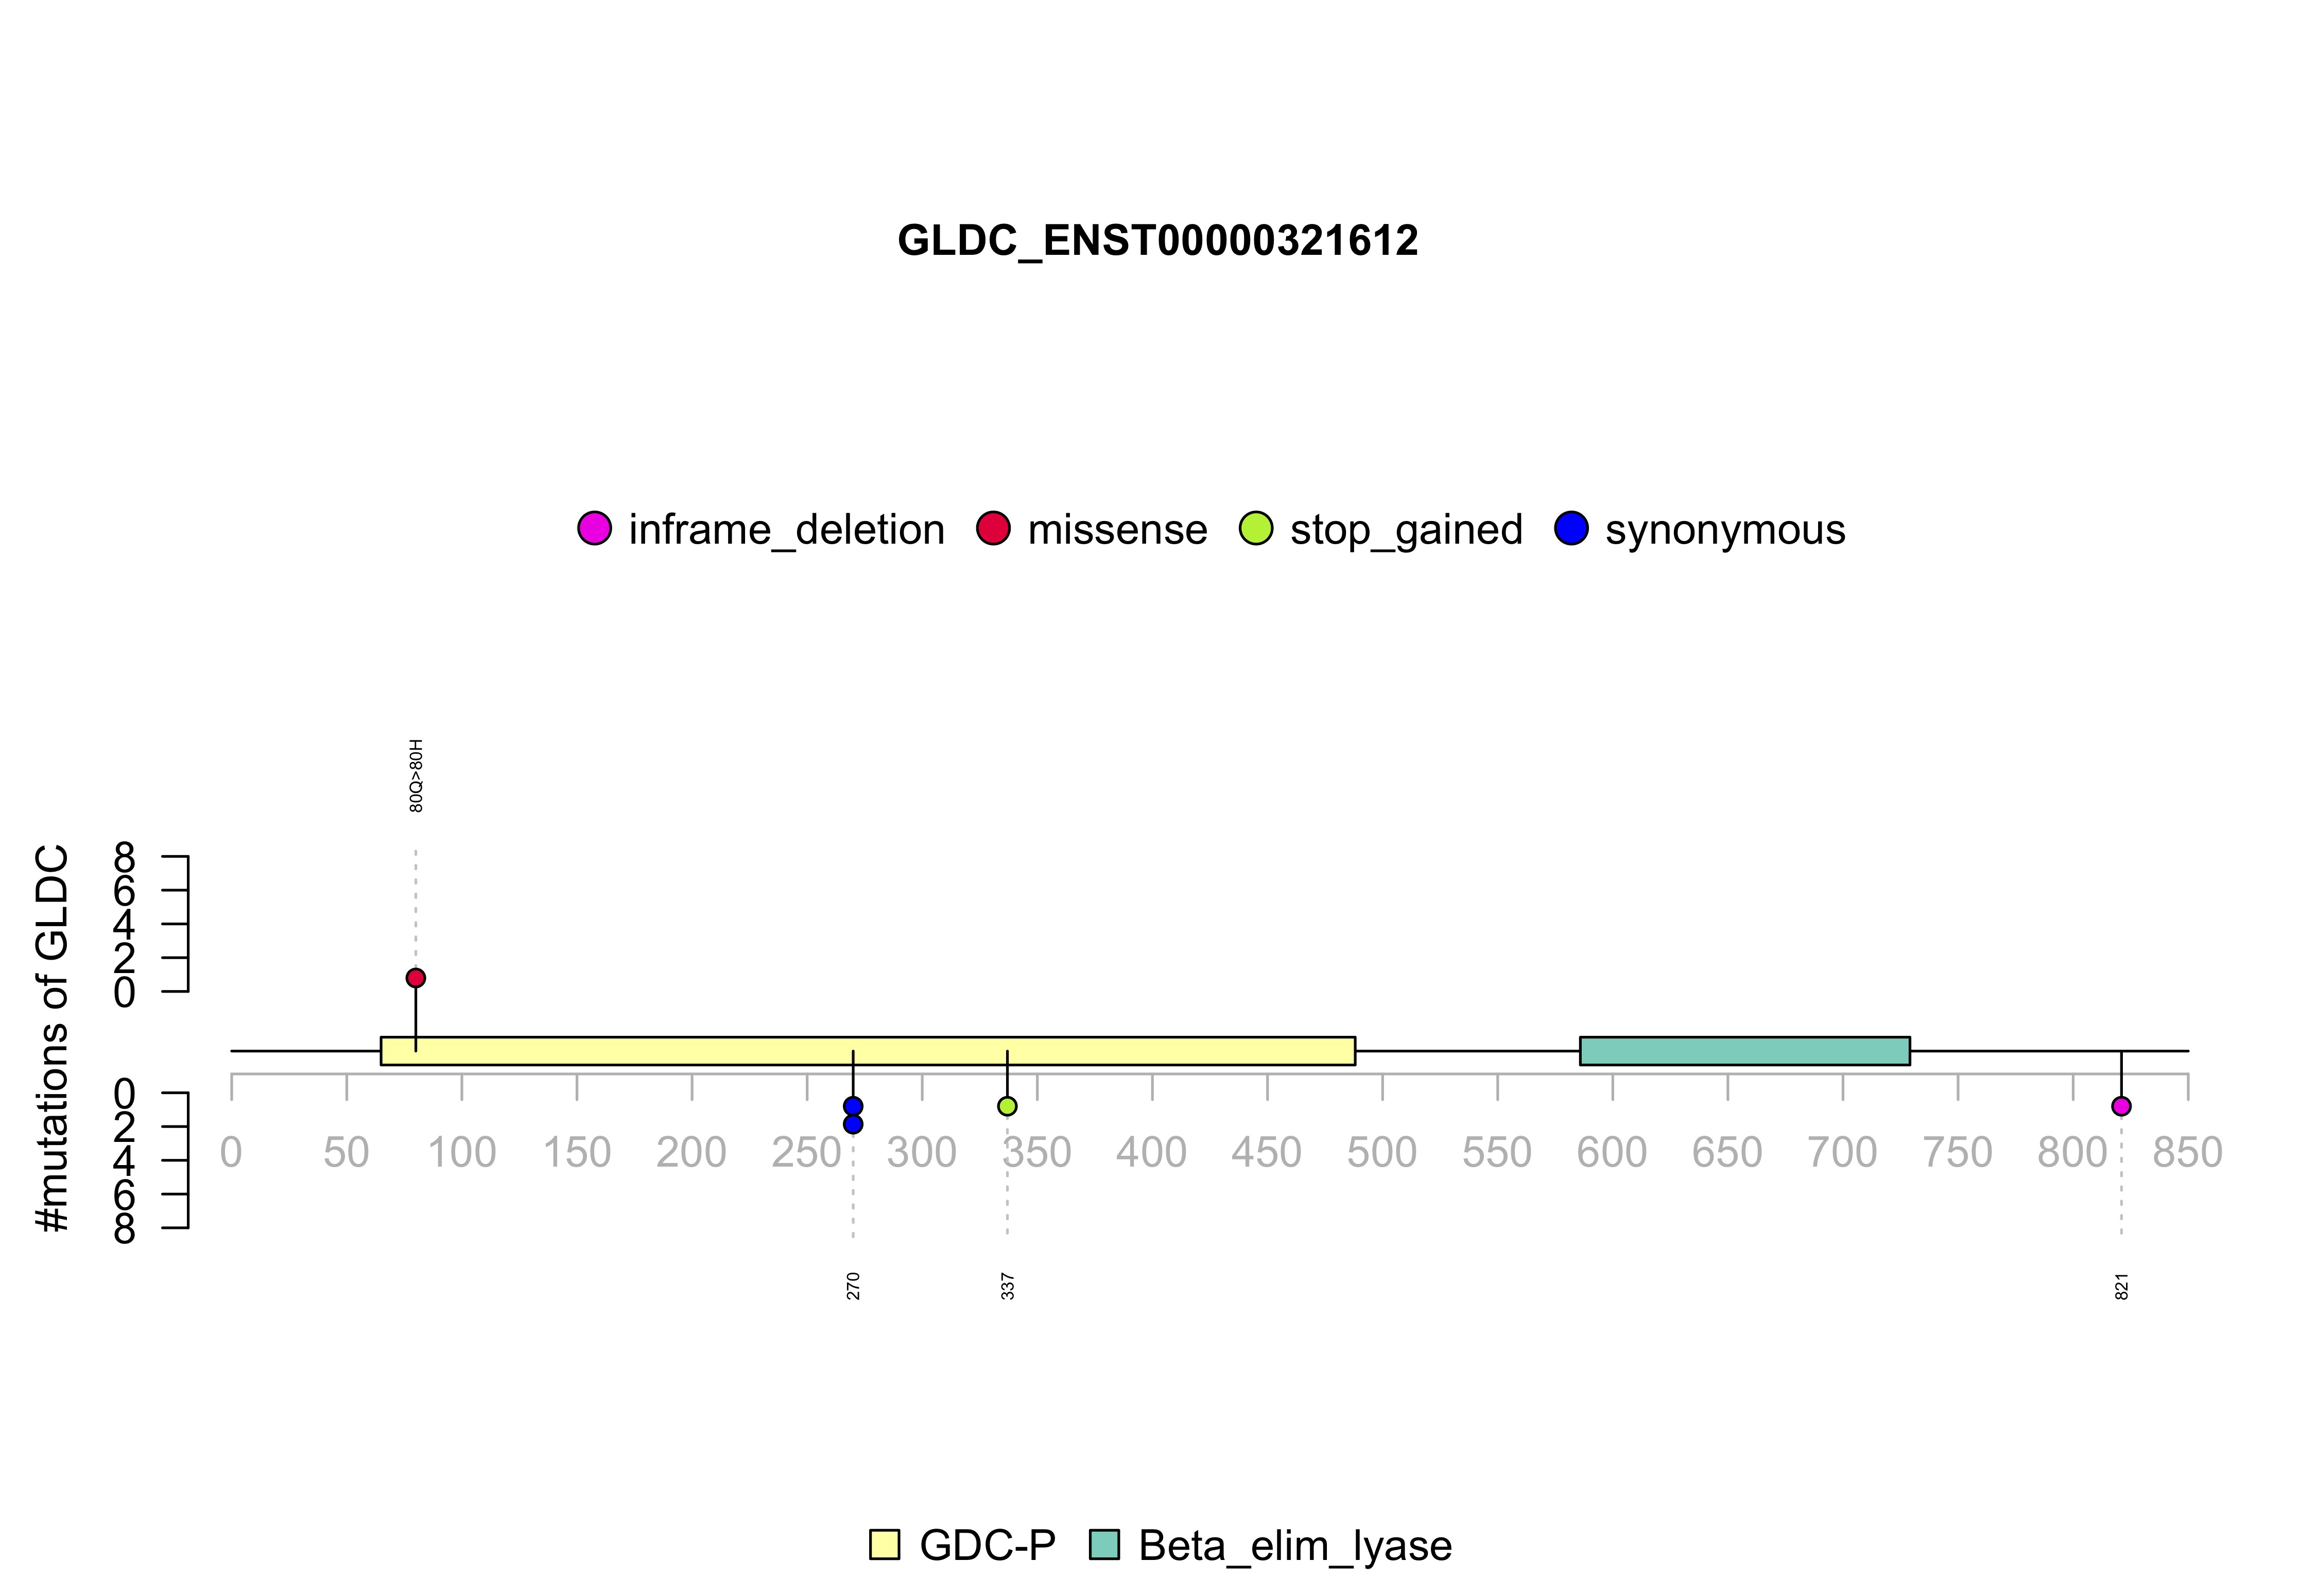 GLDC_ENST00000321612
inframe_deletion missense stop_gained synonymous
80Q>80H
#mutations of GLDC
8
6
4
2
0
0
2
4
6
8
0 50 100 150 200 250 300 350 400 450 500 550 600 650 700 750 800 850
270 337 821
GDC-P Beta_elim_lyase